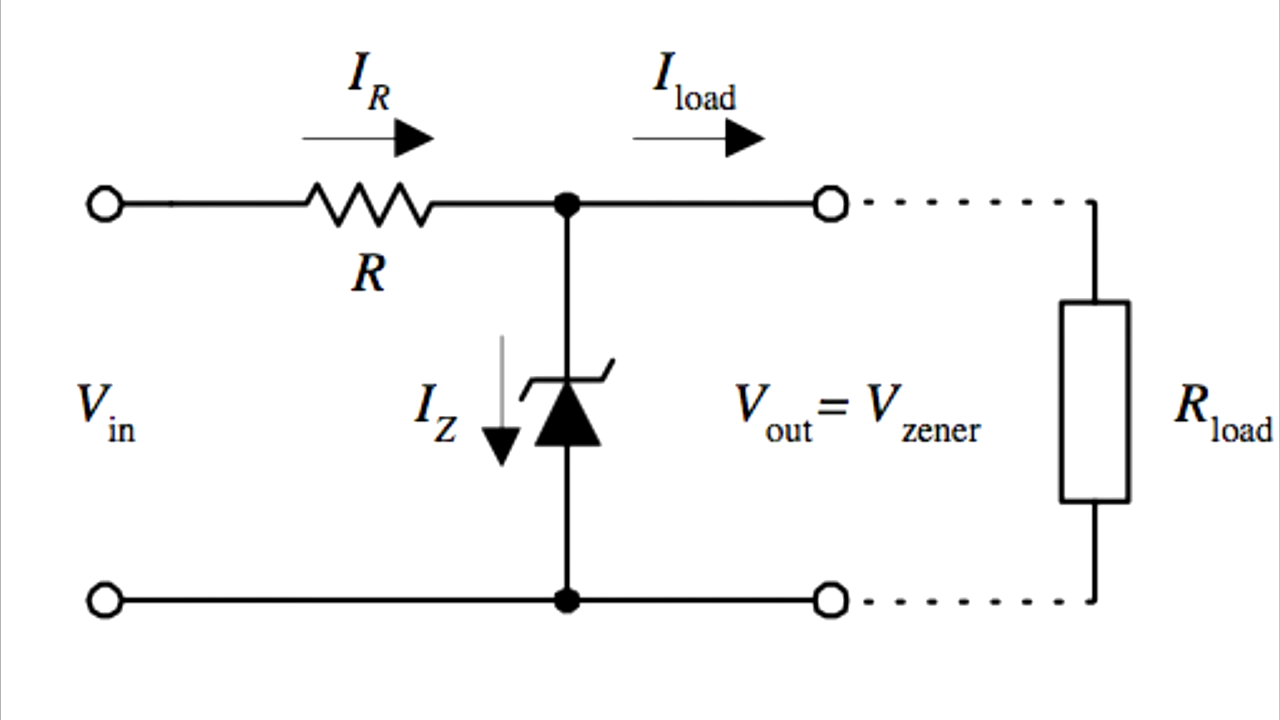 I_R
I_load
R
V_in
I_Z
V_out = V_zener
R_load